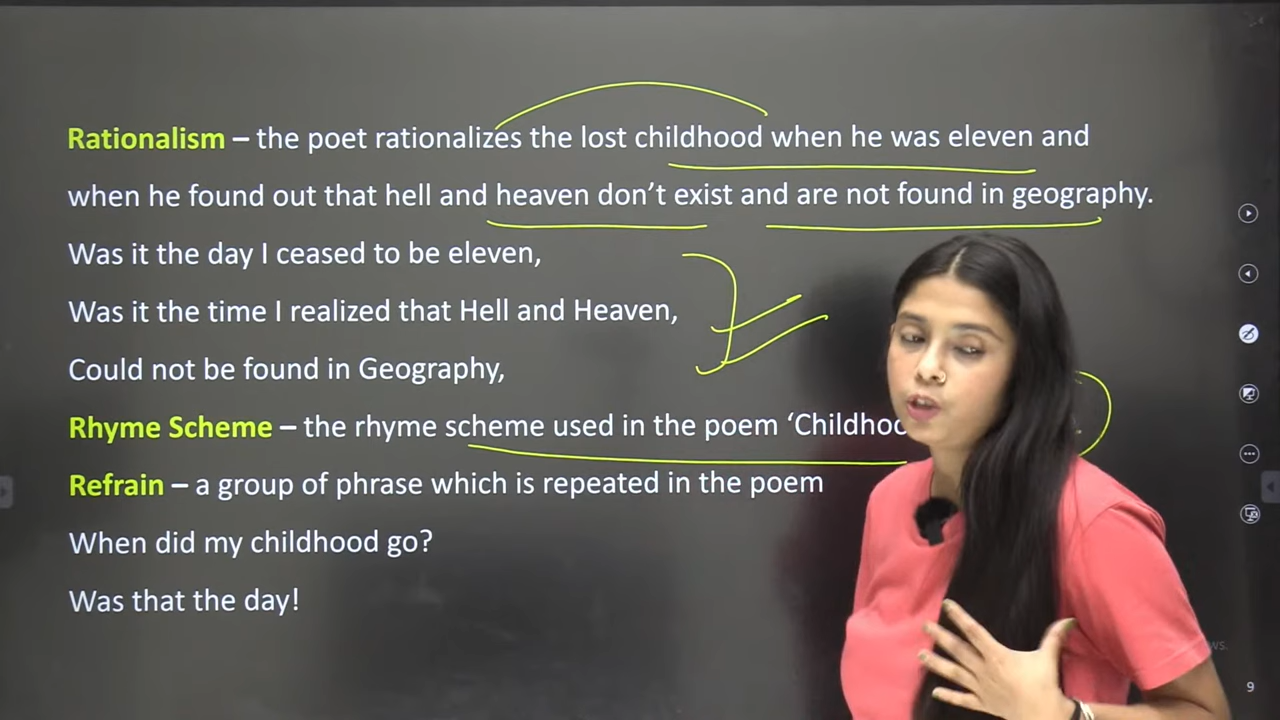 Rationalism – the poet rationalizes the lost childhood when he was eleven and
when he found out that hell and heaven don’t exist and are not found in geography.
Was it the day I ceased to be eleven,
Was it the time I realized that Hell and Heaven,
Could not be found in Geography,
Rhyme Scheme – the rhyme scheme used in the poem ‘Childhoo
Refrain – a group of phrase which is repeated in the poem
When did my childhood go?
Was that the day!
9